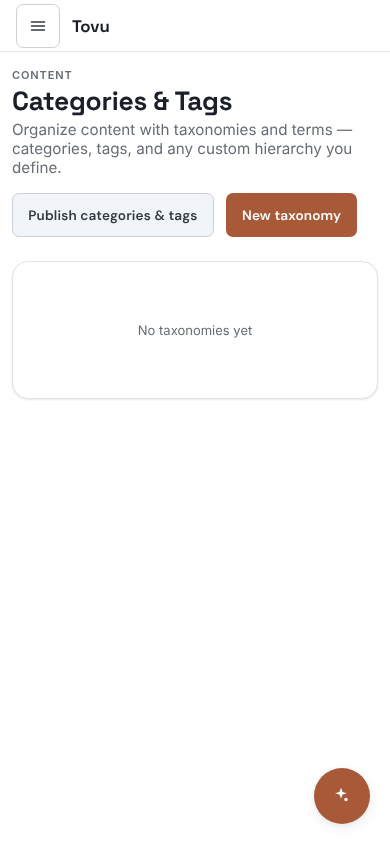 Tovu
CONTENT
Categories & Tags
Organize content with taxonomies and terms —
categories, tags, and any custom hierarchy you
define.
Publish categories & tags
New taxonomy
No taxonomies yet